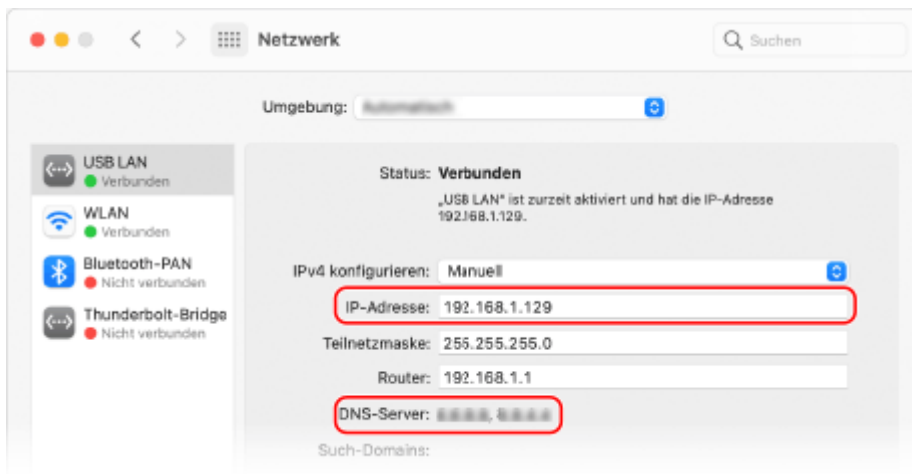 Netzwerk
Suchen
Umgebung:
USB LAN
Verbunden
WLAN
Verbunden
Bluetooth-PAN
Nicht verbunden
Thunderbolt-Bridge
Nicht verbunden
Status: Verbunden
„USB LAN" ist zurzeit aktiviert und hat die IP-Adresse
192.168.1.129.
IPv4 konfigurieren: Manuell
IP-Adresse: 192.168.1.129
Teilnetzmaske: 255.255.255.0
Router: 192.168.1.1
DNS-Server:
Such-Domains: